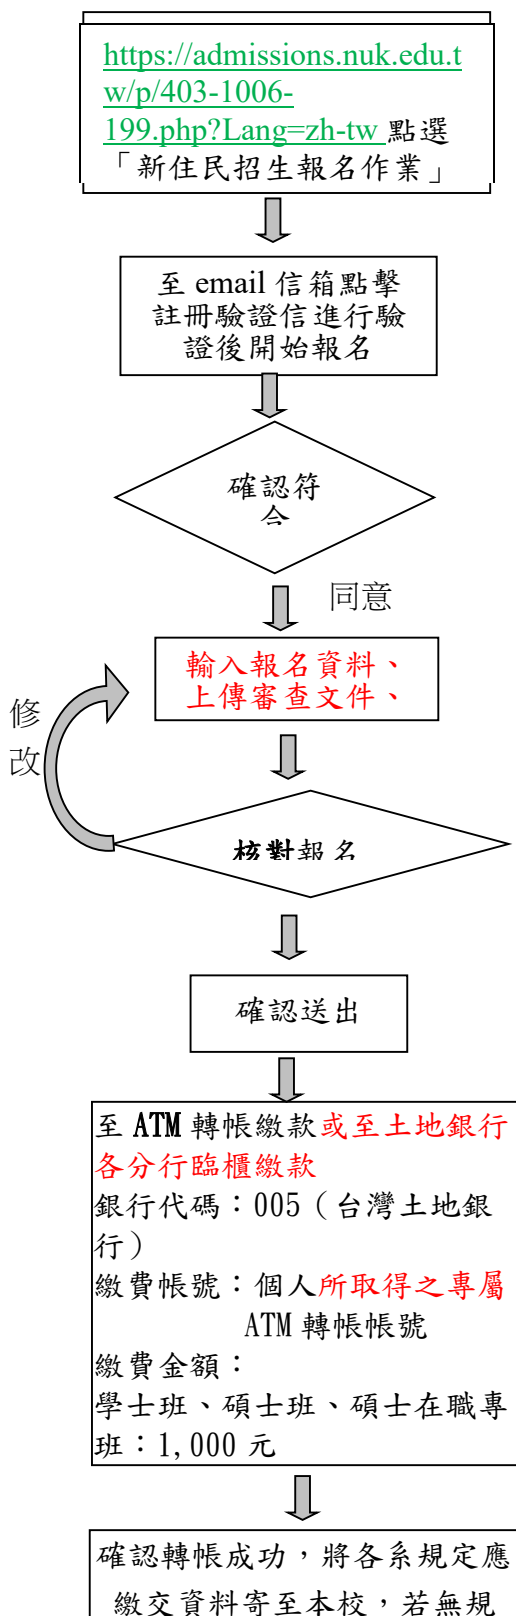 https://admissions.nuk.edu.t
w/p/403-1006-
199.php?Lang=zh-tw 點選
「新住民招生報名作業」
至 email 信箱點擊
註冊驗證信進行驗
證後開始報名
確認符
合
同意
輸入報名資料、
上傳審查文件、
修
改
核對報名
確認送出
至 ATM 轉帳繳款或至土地銀行
各分行臨櫃繳款
銀行代碼：005（台灣土地銀
行）
繳費帳號：個人所取得之專屬
ATM 轉帳帳號
繳費金額：
學士班、碩士班、碩士在職專
班：1,000 元
確認轉帳成功，將各系規定應
繳交資料寄至本校，若無規